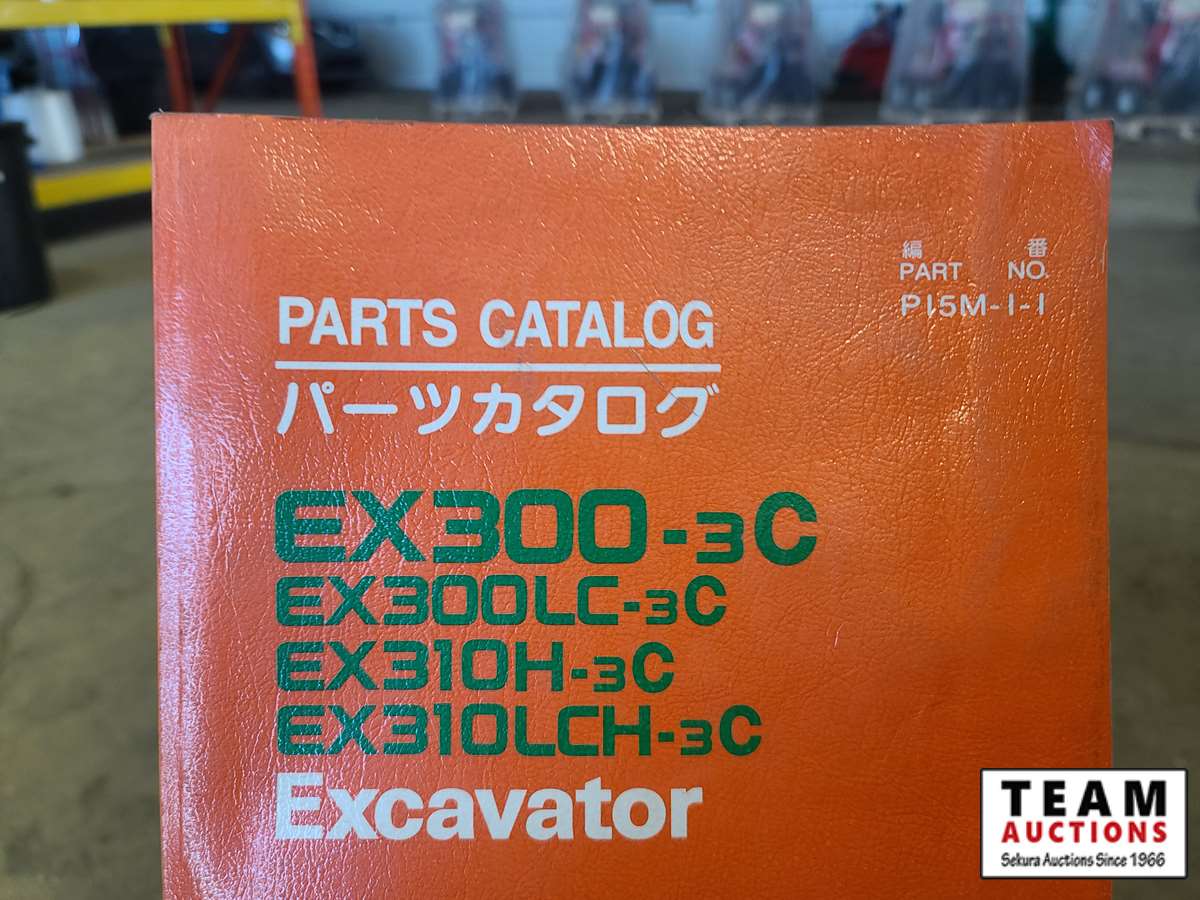 編 番
PART NO.
P15M-1-1
PARTS CATALOG
パーツカタログ
EX300-3C
EX300LC-3C
EX310H-3C
EX310LCH-3C
Excavator
TEAM
AUCTIONS
Sekura Auctions Since 1966